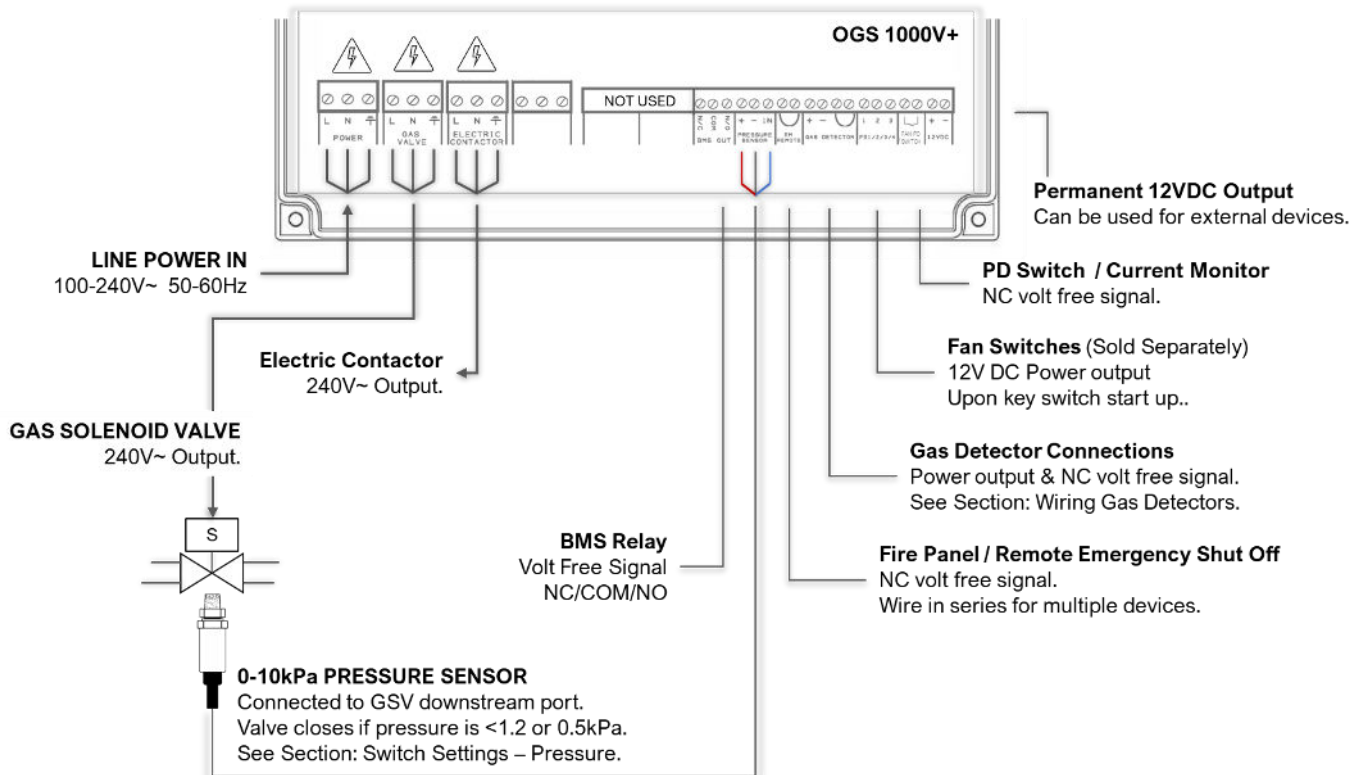 OGS 1000V+
NOT USED
L N
POWER
L N
GAS
VALVE
L N
ELECTRIC
CONTACTOR
N/C
COM
N/O
BMS OUT
+ - IN
PRESSURE
SENSOR
REMOTE
+ -
GAS DETECTOR
1 2 3
SWITCH
+ -
12VDC
Permanent 12VDC Output
Can be used for external devices.
LINE POWER IN
100-240V~ 50-60Hz
PD Switch / Current Monitor
NC volt free signal.
Electric Contactor
240V~ Output.
Fan Switches (Sold Separately)
12V DC Power output
Upon key switch start up..
GAS SOLENOID VALVE
240V~ Output.
Gas Detector Connections
Power output & NC volt free signal.
See Section: Wiring Gas Detectors.
S
BMS Relay
Volt Free Signal
NC/COM/NO
Fire Panel / Remote Emergency Shut Off
NC volt free signal.
Wire in series for multiple devices.
0-10kPa PRESSURE SENSOR
Connected to GSV downstream port.
Valve closes if pressure is <1.2 or 0.5kPa.
See Section: Switch Settings – Pressure.